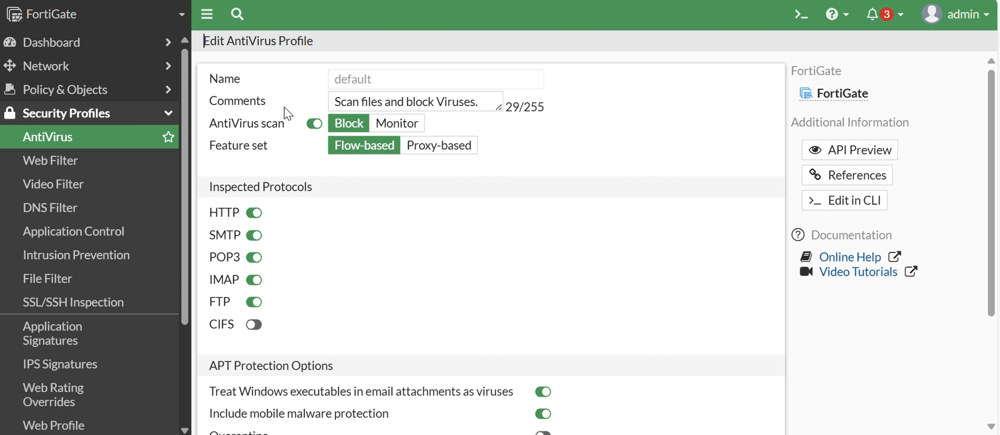 FortiGate
3
admin
Dashboard
Network
Policy & Objects
Security Profiles
AntiVirus
Web Filter
Video Filter
DNS Filter
Application Control
Intrusion Prevention
File Filter
SSL/SSH Inspection
Application
Signatures
IPS Signatures
Web Rating
Overrides
Web Profile
Edit AntiVirus Profile
Name default
Comments Scan files and block Viruses. 29/255
AntiVirus scan Block Monitor
Feature set Flow-based Proxy-based
Inspected Protocols
HTTP
SMTP
POP3
IMAP
FTP
CIFS
APT Protection Options
Treat Windows executables in email attachments as viruses
Include mobile malware protection
Quarantine
FortiGate
FortiGate
Additional Information
API Preview
References
Edit in CLI
Documentation
Online Help
Video Tutorials